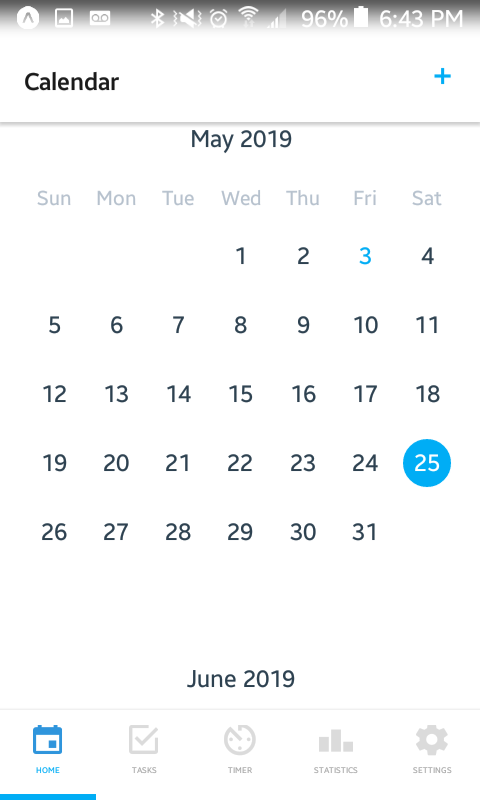 96% 6:43 PM
Calendar +
May 2019
Sun Mon Tue Wed Thu Fri Sat
1 2 3 4
5 6 7 8 9 10 11
12 13 14 15 16 17 18
19 20 21 22 23 24 25
26 27 28 29 30 31
June 2019
HOME TASKS TIMER STATISTICS SETTINGS